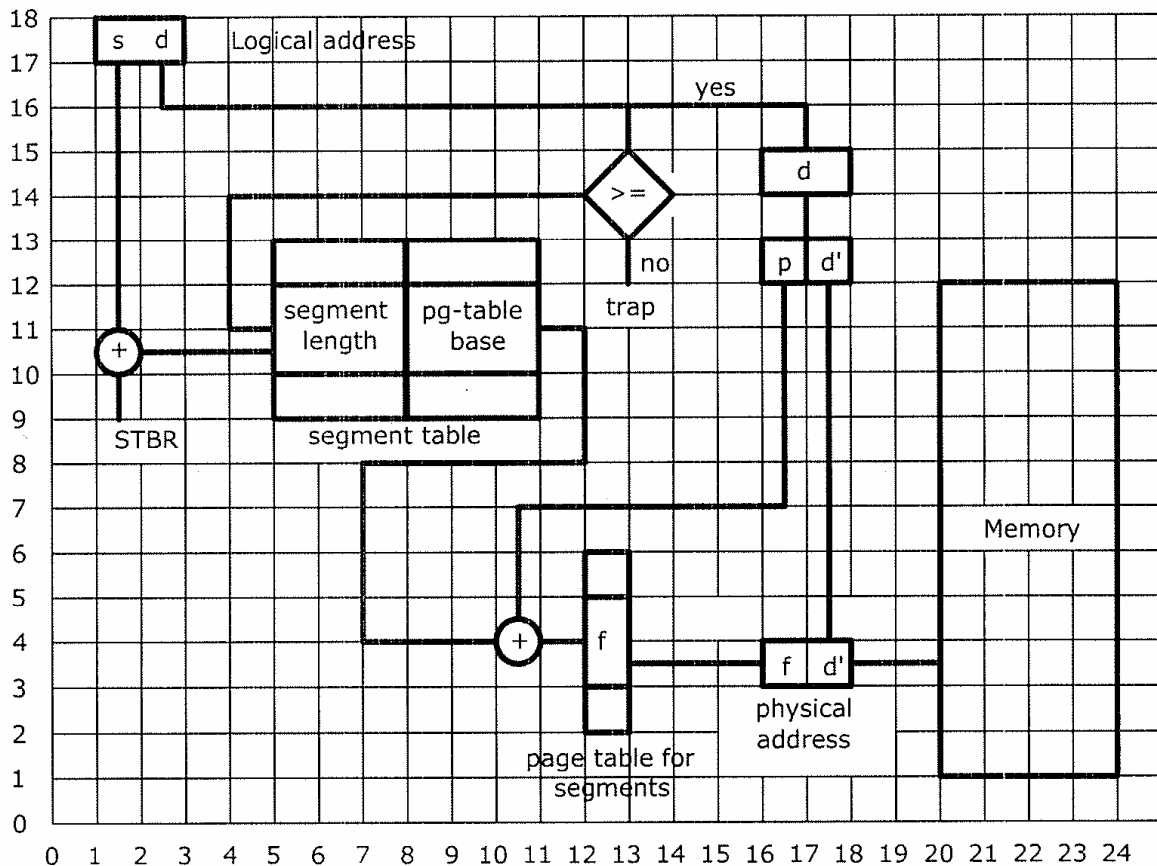 18
s d Logical address
17
16
yes
15
d
>=
14
13
no
p d'
12
trap
segment
length
pg-table
base
11
+
10
9
STBR
segment table
8
7
Memory
6
5
+
f
4
f d'
3
physical
address
2
page table for
segments
1
0
0 1 2 3 4 5 6 7 8 9 10 11 12 13 14 15 16 17 18 19 20 21 22 23 24